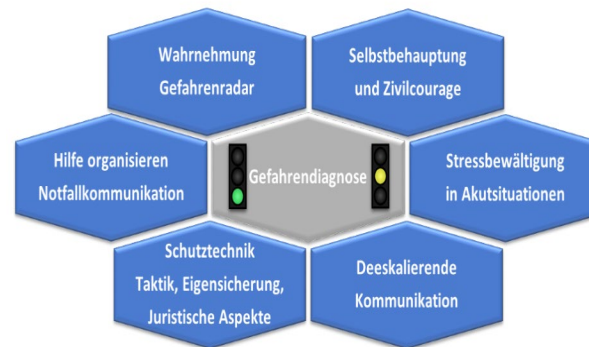 Wahrnehmung
Gefahrenradar
Selbstbehauptung
und Zivilcourage
Hilfe organisieren
Notfallkommunikation
Gefahrendiagnose
Stressbewältigung
in Akutsituationen
Schutztechnik
Taktik, Eigensicherung,
Juristische Aspekte
Deeskalierende
Kommunikation